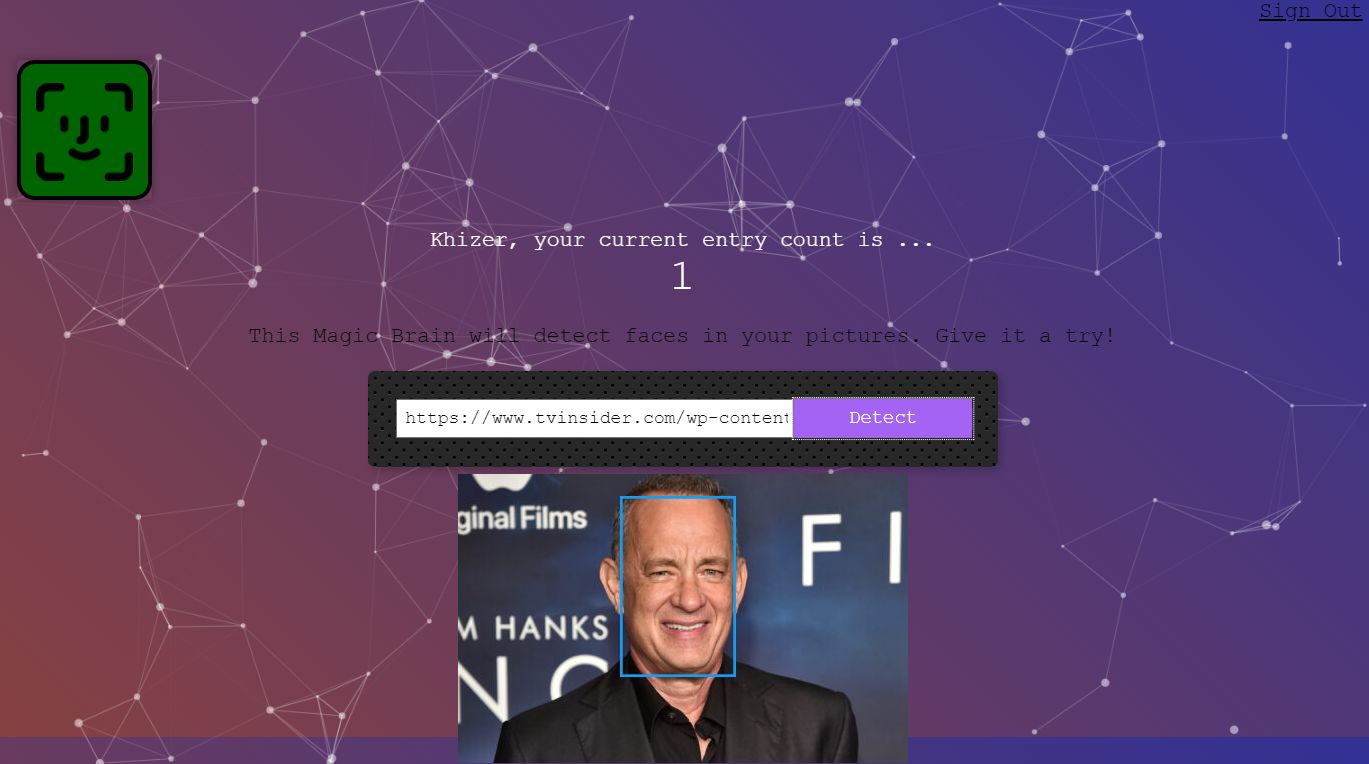 Sign Out
Khizer, your current entry count is ...
1
This Magic Brain will detect faces in your pictures. Give it a try!
https://www.tvinsider.com/wp-content
Detect
ginal Films
F I
M HANKS
NC